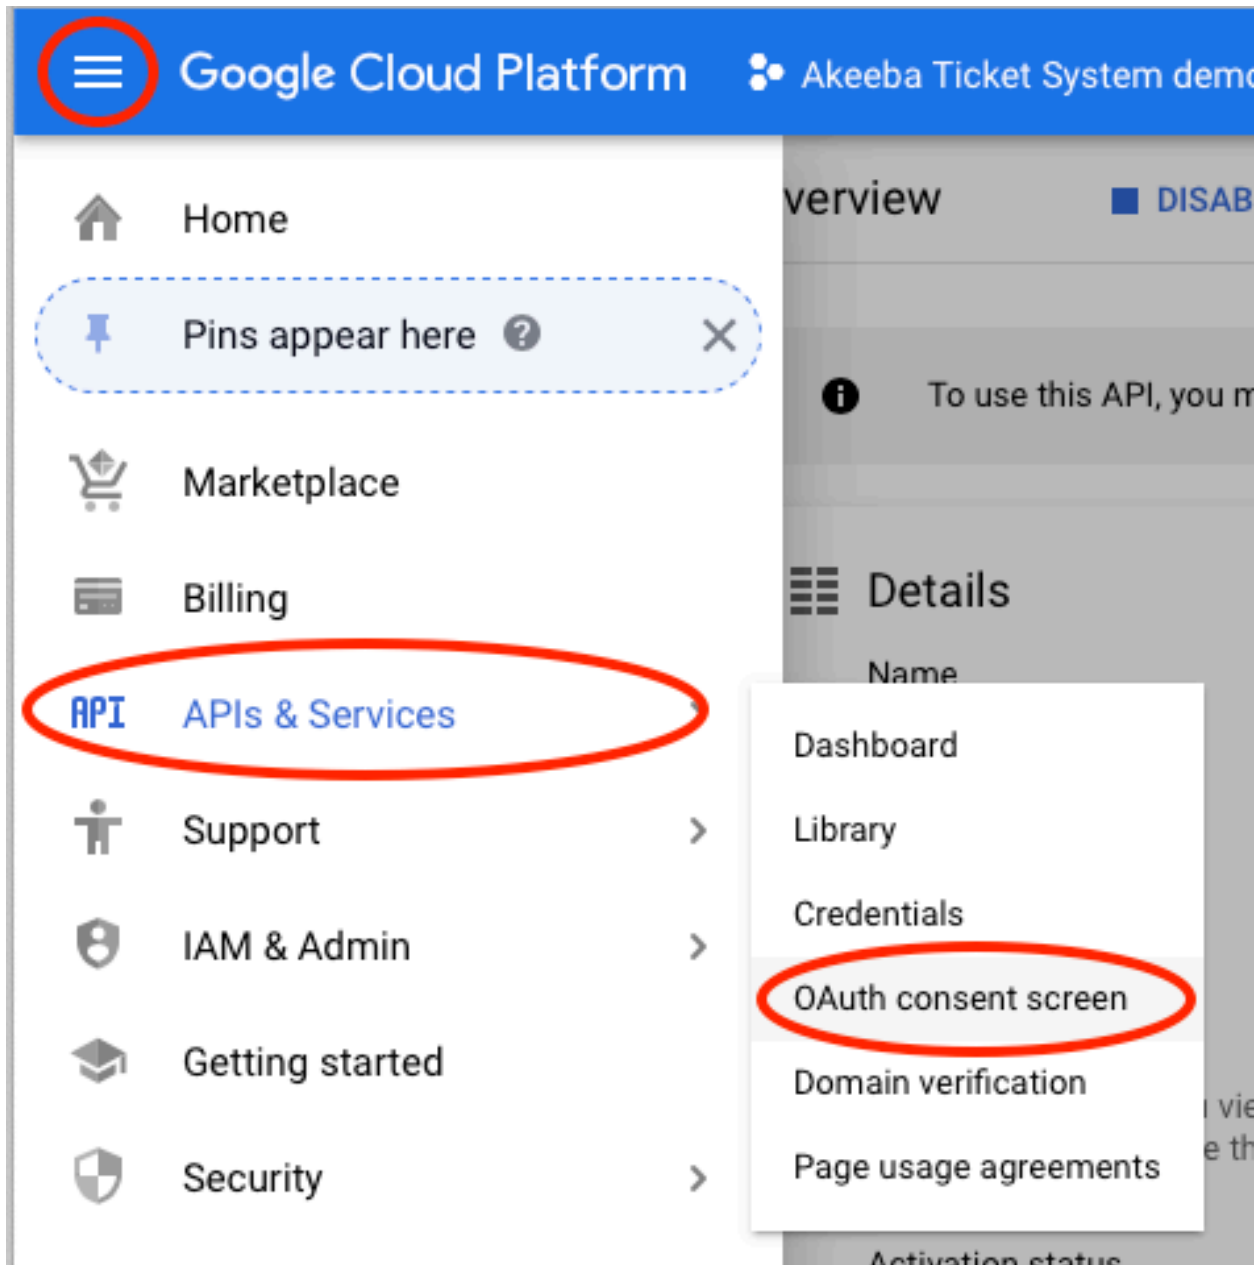 Google Cloud Platform
Akeeba Ticket System demo
Home
Pins appear here ?
Marketplace
Billing
API APIs & Services
Support
IAM & Admin
Getting started
Security
verview
DISAB
To use this API, you m
Details
Name
Dashboard
Library
Credentials
OAuth consent screen
Domain verification
Page usage agreements
vie
e th
Activation status